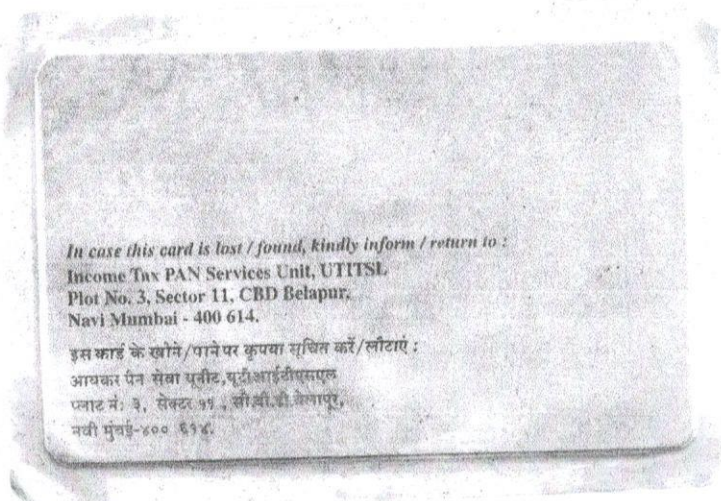 In case this card is lost / found, kindly inform / return to :
Income Tax PAN Services Unit, UTITSL
Plot No. 3, Sector 11, CBD Belapur,
Navi Mumbai - 400 614.
इस कार्ड के खोने/पाने पर कृपया सूचित करें/लौटाएं :
आयकर पैन सेवा यूनीट, यूटीआईटीएसएल
प्लाट नं: ३, सेक्टर ११ , सी.बी.डी.बेलापूर,
नवी मुंबई-४०० ६१४.